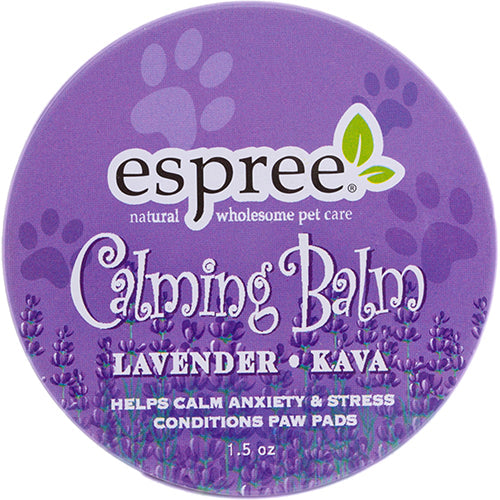 espree®
natural wholesome pet care
Calming Balm
LAVENDER • KAVA
HELPS CALM ANXIETY & STRESS
CONDITIONS PAW PADS
1.5 oz